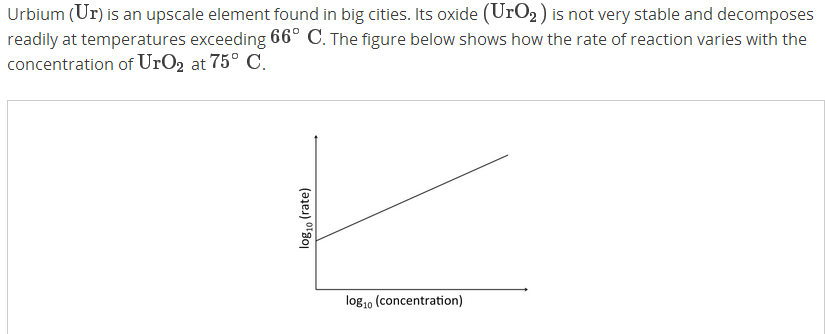 Urbium (Ur) is an upscale element found in big cities. Its oxide (UrO₂) is not very stable and decomposes
readily at temperatures exceeding 66° C. The figure below shows how the rate of reaction varies with the
concentration of UrO₂ at 75° C.
log₁₀ (rate)
log₁₀ (concentration)